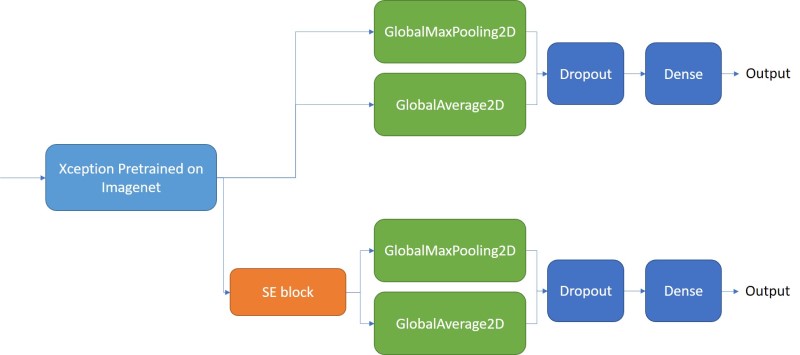 GlobalMaxPooling2D
GlobalAverage2D
Dropout
Dense
Output
Xception Pretrained on
Imagenet
SE block
GlobalMaxPooling2D
GlobalAverage2D
Dropout
Dense
Output